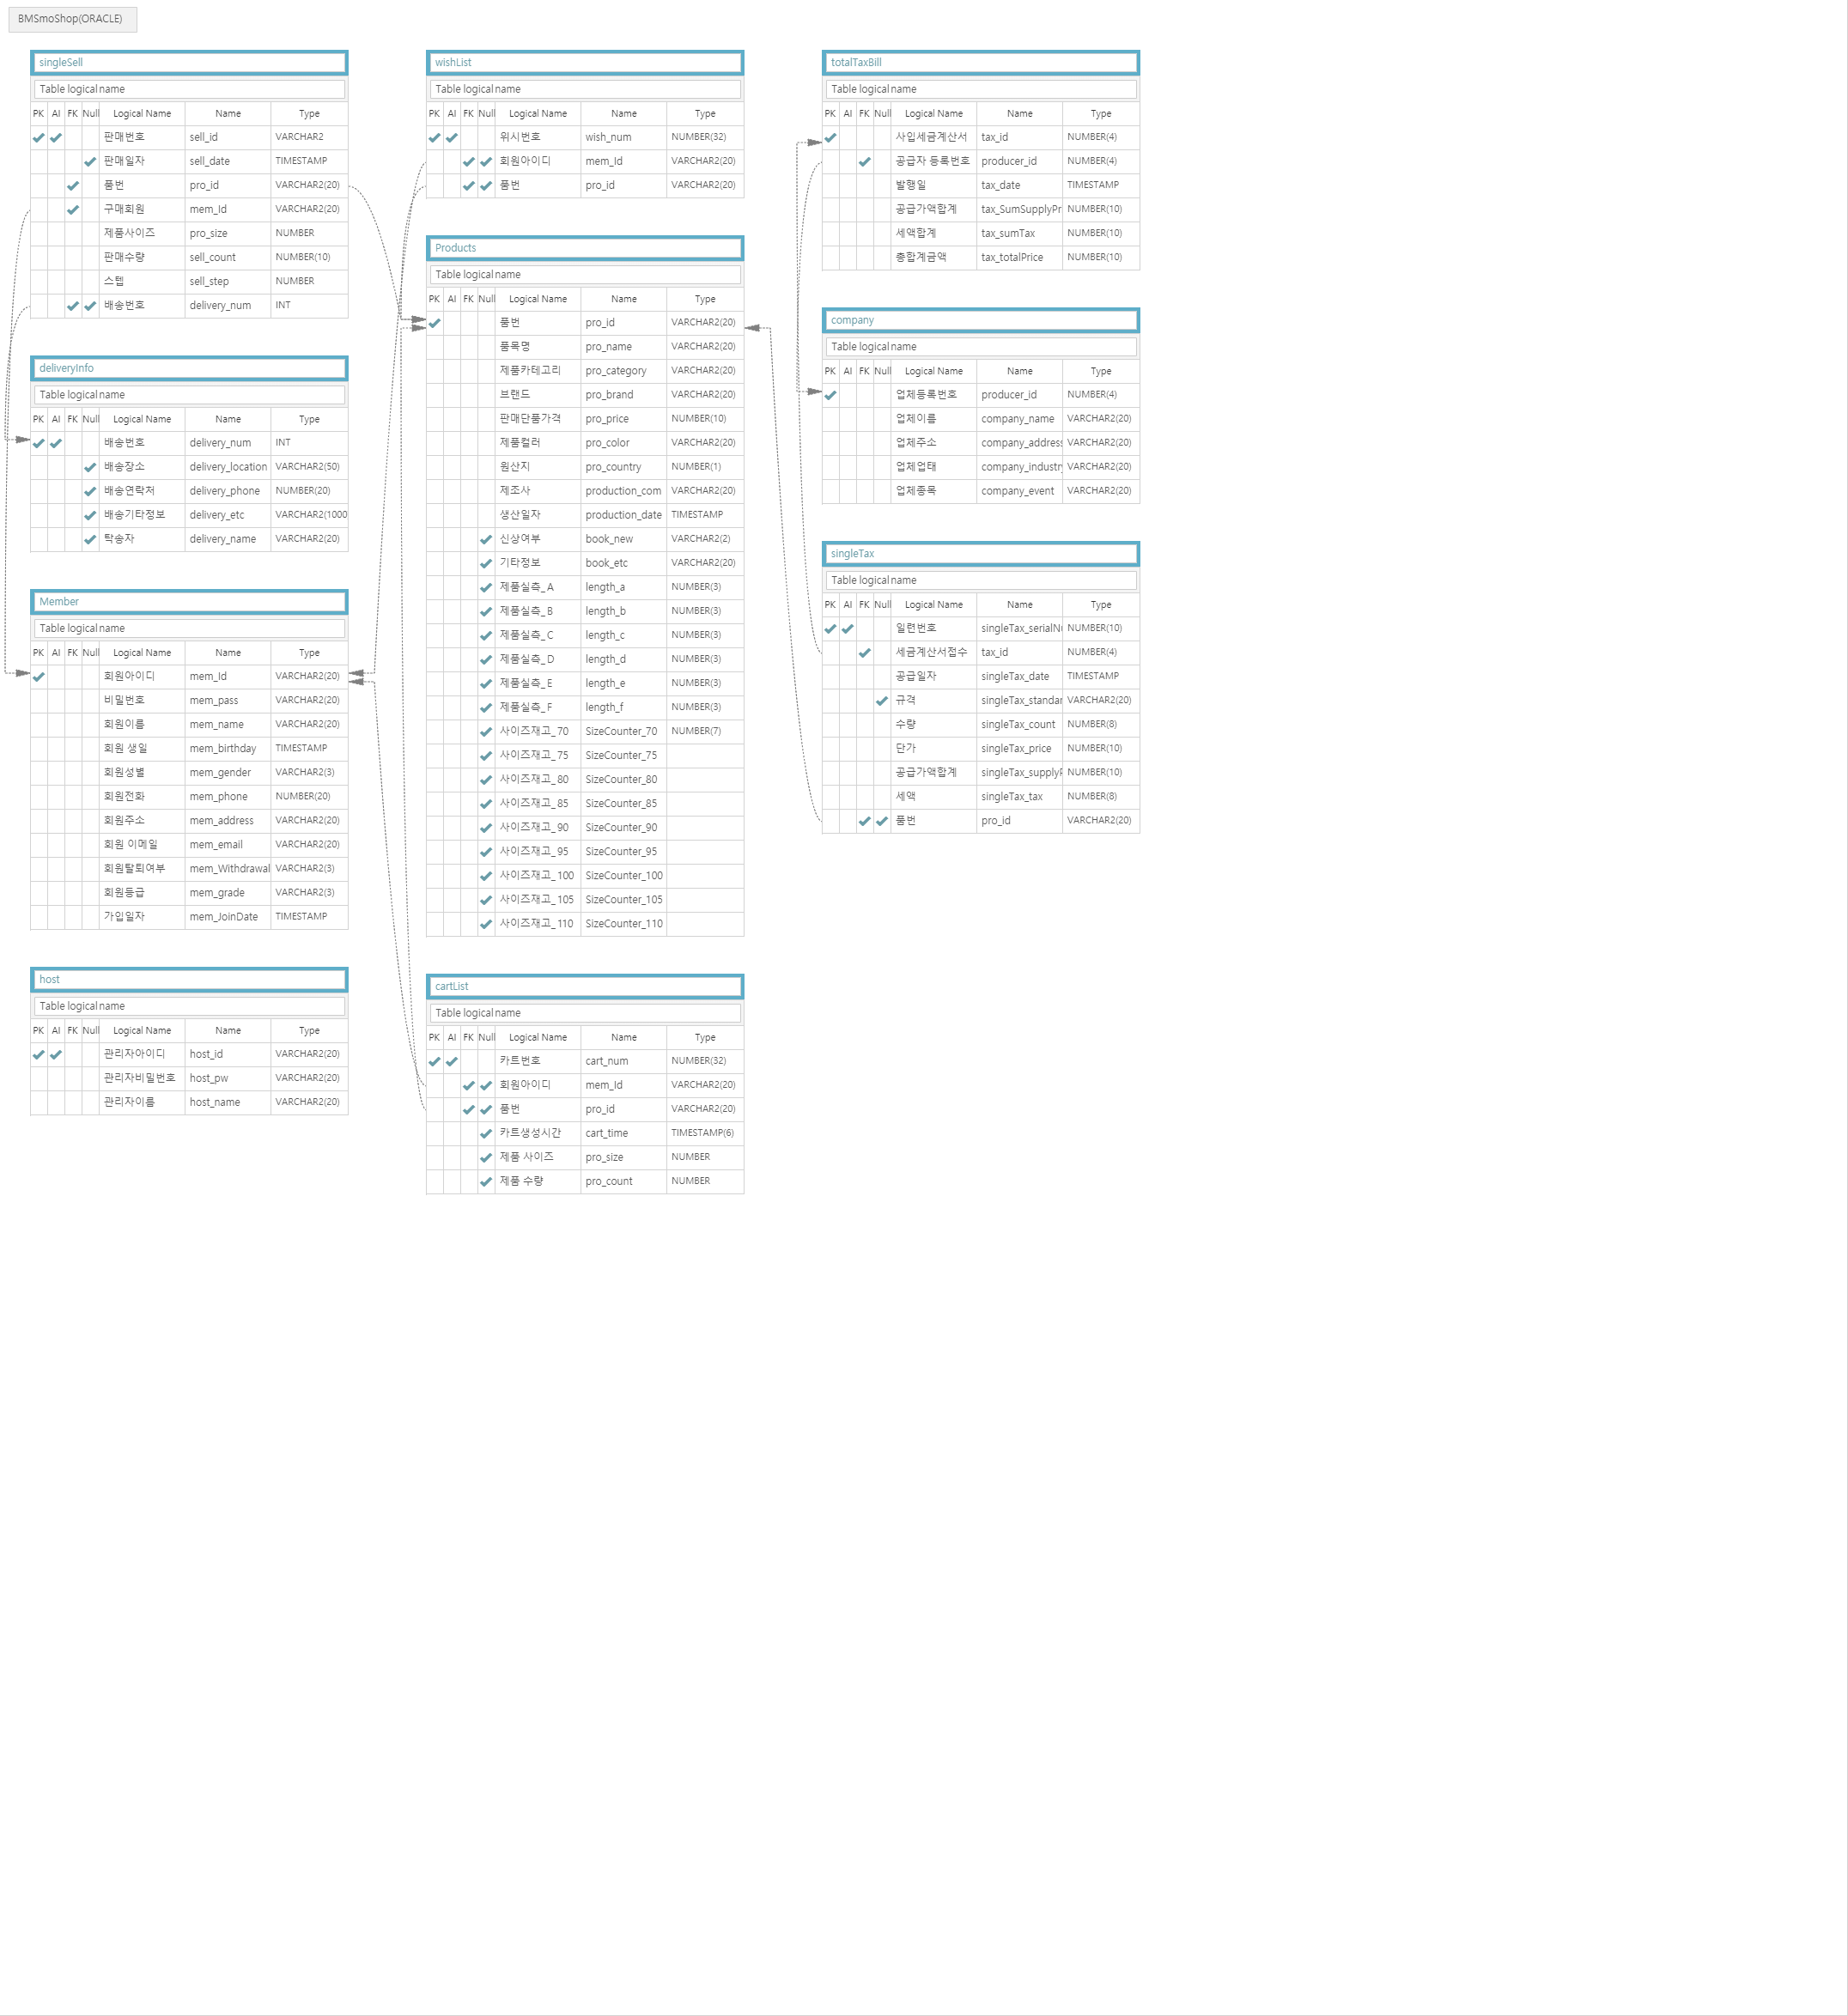 BMSmoShop(ORACLE)
singleSell
Table logical name
PK AI FK Null Logical Name Name Type
판매번호 sell_id VARCHAR2
판매일자 sell_date TIMESTAMP
품번 pro_id VARCHAR2(20)
구매회원 mem_Id VARCHAR2(20)
제품사이즈 pro_size NUMBER
판매수량 sell_count NUMBER(10)
스텝 sell_step NUMBER
배송번호 delivery_num INT
deliveryInfo
Table logical name
PK AI FK Null Logical Name Name Type
배송번호 delivery_num INT
배송장소 delivery_location VARCHAR2(50)
배송연락처 delivery_phone NUMBER(20)
배송기타정보 delivery_etc VARCHAR2(1000
탁송자 delivery_name VARCHAR2(20)
Member
Table logical name
PK AI FK Null Logical Name Name Type
회원아이디 mem_Id VARCHAR2(20)
비밀번호 mem_pass VARCHAR2(20)
회원이름 mem_name VARCHAR2(20)
회원 생일 mem_birthday TIMESTAMP
회원성별 mem_gender VARCHAR2(3)
회원전화 mem_phone NUMBER(20)
회원주소 mem_address VARCHAR2(20)
회원 이메일 mem_email VARCHAR2(20)
회원탈퇴여부 mem_Withdrawal VARCHAR2(3)
회원등급 mem_grade VARCHAR2(3)
가입일자 mem_JoinDate TIMESTAMP
host
Table logical name
PK AI FK Null Logical Name Name Type
관리자아이디 host_id VARCHAR2(20)
관리자비밀번호 host_pw VARCHAR2(20)
관리자이름 host_name VARCHAR2(20)
wishList
Table logical name
PK AI FK Null Logical Name Name Type
위시번호 wish_num NUMBER(32)
회원아이디 mem_Id VARCHAR2(20)
품번 pro_id VARCHAR2(20)
Products
Table logical name
PK AI FK Null Logical Name Name Type
품번 pro_id VARCHAR2(20)
품목명 pro_name VARCHAR2(20)
제품카테고리 pro_category VARCHAR2(20)
브랜드 pro_brand VARCHAR2(20)
판매단품가격 pro_price NUMBER(10)
제품컬러 pro_color VARCHAR2(20)
원산지 pro_country NUMBER(1)
제조사 production_com VARCHAR2(20)
생산일자 production_date TIMESTAMP
신상여부 book_new VARCHAR2(2)
기타정보 book_etc VARCHAR2(20)
제품실측_A length_a NUMBER(3)
제품실측_B length_b NUMBER(3)
제품실측_C length_c NUMBER(3)
제품실측_D length_d NUMBER(3)
제품실측_E length_e NUMBER(3)
제품실측_F length_f NUMBER(3)
사이즈재고_70 SizeCounter_70 NUMBER(7)
사이즈재고_75 SizeCounter_75
사이즈재고_80 SizeCounter_80
사이즈재고_85 SizeCounter_85
사이즈재고_90 SizeCounter_90
사이즈재고_95 SizeCounter_95
사이즈재고_100 SizeCounter_100
사이즈재고_105 SizeCounter_105
사이즈재고_110 SizeCounter_110
cartList
Table logical name
PK AI FK Null Logical Name Name Type
카트번호 cart_num NUMBER(32)
회원아이디 mem_Id VARCHAR2(20)
품번 pro_id VARCHAR2(20)
카트생성시간 cart_time TIMESTAMP(6)
제품 사이즈 pro_size NUMBER
제품 수량 pro_count NUMBER
totalTaxBill
Table logical name
PK AI FK Null Logical Name Name Type
사입세금계산서 tax_id NUMBER(4)
공급자 등록번호 producer_id NUMBER(4)
발행일 tax_date TIMESTAMP
공급가액합계 tax_SumSupplyPr NUMBER(10)
세액합계 tax_sumTax NUMBER(10)
총합계금액 tax_totalPrice NUMBER(10)
company
Table logical name
PK AI FK Null Logical Name Name Type
업체등록번호 producer_id NUMBER(4)
업체이름 company_name VARCHAR2(20)
업체주소 company_address VARCHAR2(20)
업체업태 company_industr VARCHAR2(20)
업체종목 company_event VARCHAR2(20)
singleTax
Table logical name
PK AI FK Null Logical Name Name Type
일련번호 singleTax_serialNu NUMBER(10)
세금계산서접수 tax_id NUMBER(4)
공급일자 singleTax_date TIMESTAMP
규격 singleTax_standar VARCHAR2(20)
수량 singleTax_count NUMBER(8)
단가 singleTax_price NUMBER(10)
공급가액합계 singleTax_supplyP NUMBER(10)
세액 singleTax_tax NUMBER(8)
품번 pro_id VARCHAR2(20)